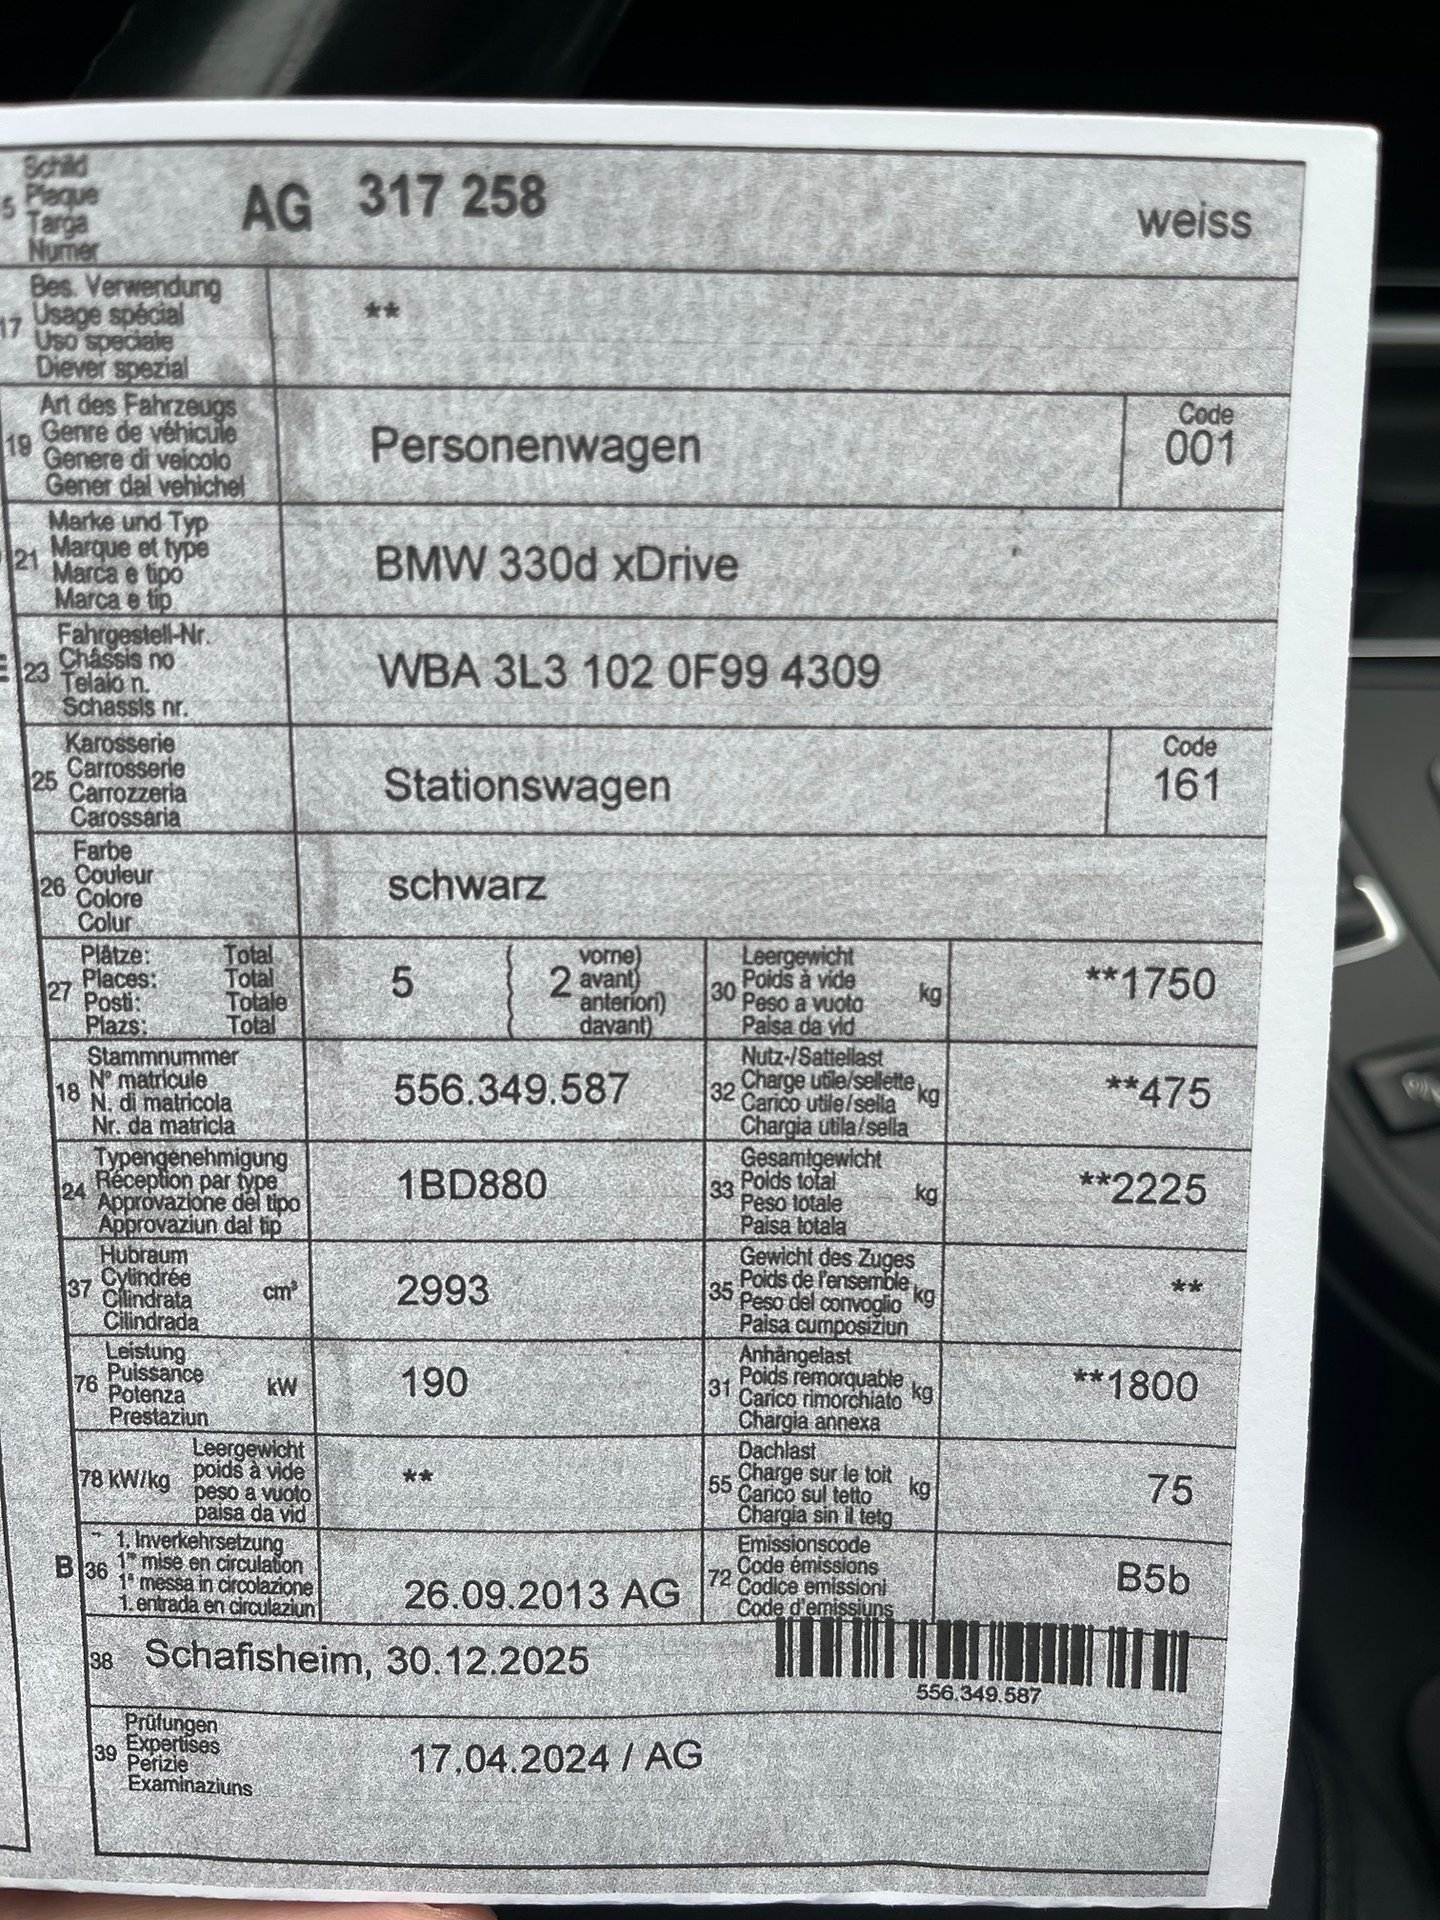 Schild
15 Plaque
Targa
Numer
AG 317 258 weiss
Bes. Verwendung
17 Usage spécial
Uso speciale
Diever spezial
**
Art des Fahrzeugs
19 Genre de véhicule
Genere di veicolo
Gener dal vehichel
Personenwagen
Code
001
Marke und Typ
21 Marque et type
Marca e tipo
Marca e tip
BMW 330d xDrive
Fahrgestell-Nr.
E 23 Châssis no
Telaio n.
Schassis nr.
WBA 3L3 102 0F99 4309
Karosserie
25 Carrosserie
Carrozzeria
Carossaria
Stationswagen
Code
161
Farbe
26 Couleur
Colore
Colur
schwarz
Plätze: Total
27 Places: Total
Posti: Totale
Plazs: Total
5 ( 2
vorne)
avant)
anteriori)
davant)
Leergewicht
30 Poids à vide
Peso a vuoto kg
Paisa da vid
**1750
Stammnummer
18 N° matricule
N. di matricola
Nr. da matricla
556.349.587
Nutz-/Sattellast
32 Charge utile/sellette kg
Carico utile/sella
Chargia utila/sella
**475
Typengenehmigung
24 Réception par type
Approvazione del tipo
Approvaziun dal tip
1BD880
Gesamtgewicht
33 Poids total
Peso totale kg
Paisa totala
**2225
Hubraum
37 Cylindrée
Cilindrata cm³
Cilindrada
2993
Gewicht des Zuges
35 Poids de l'ensemble kg
Peso del convoglio
Paisa cumposiziun
**
Leistung
76 Puissance
Potenza kW
Prestaziun
190
Anhängelast
31 Poids remorquable kg
Carico rimorchiato
Chargia annexa
**1800
78 kW/kg
Leergewicht
poids à vide
peso a vuoto
paisa da vid
**
Dachlast
55 Charge sur le toit kg
Carico sul tetto
Chargia sin il tetg
75
1. Inverkehrsetzung
B 36 1re mise en circulation
1a messa in circolazione
1. entrada en circulaziun
26.09.2013 AG
Emissionscode
72 Code émissions
Codice emissioni
Code d'emissiuns
B5b
38 Schafisheim, 30.12.2025
556.349.587
Prüfungen
39 Expertises
Perizie
Examinaziuns
17.04.2024 / AG